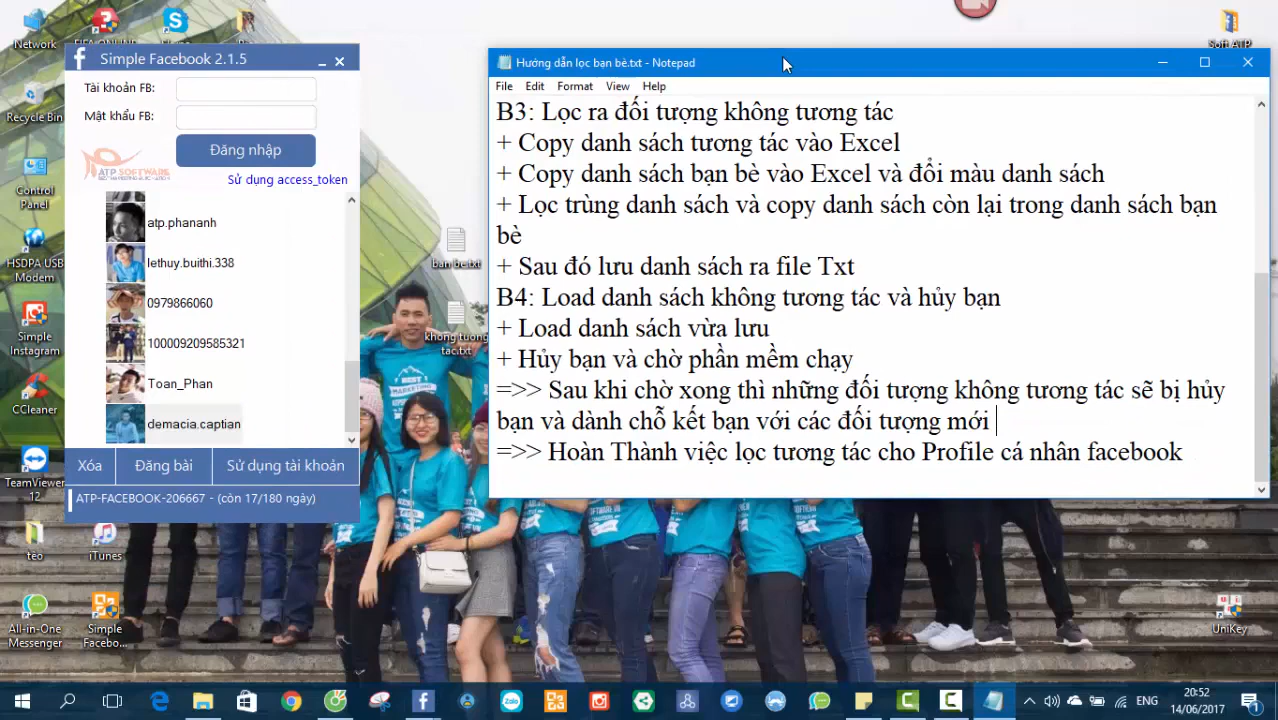 Network
Recycle Bin
Control
Panel
HSDPA USB
Modem
Simple
Instagram
CCleaner
TeamViewer
12
teo
iTunes
All-in-One
Messenger
Simple
Facebo...
ban be.txt
tac.txt
Soft ATP
UniKey
Simple Facebook 2.1.5
Tài khoản FB:
Mật khẩu FB:
Đăng nhập
ATP SOFTWARE
Sử dụng access_token
atp.phananh
lethuy.buithi.338
0979866060
100009209585321
Toan_Phan
demacia.captian
Xóa
Đăng bài
Sử dụng tài khoản
ATP-FACEBOOK-206667 - (còn 17/180 ngày)
Hướng dẫn lọc bạn bè.txt - Notepad
File Edit Format View Help
B3: Lọc ra đối tượng không tương tác
+ Copy danh sách tương tác vào Excel
+ Copy danh sách bạn bè vào Excel và đổi màu danh sách
+ Lọc trùng danh sách và copy danh sách còn lại trong danh sách bạn
bè
+ Sau đó lưu danh sách ra file Txt
B4: Load danh sách không tương tác và hủy bạn
+ Load danh sách vừa lưu
+ Hủy bạn và chờ phần mềm chạy
=>> Sau khi chờ xong thì những đối tượng không tương tác sẽ bị hủy
bạn và dành chỗ kết bạn với các đối tượng mới
=>> Hoàn Thành việc lọc tương tác cho Profile cá nhân facebook
Zalo
ENG
20:52
14/06/2017